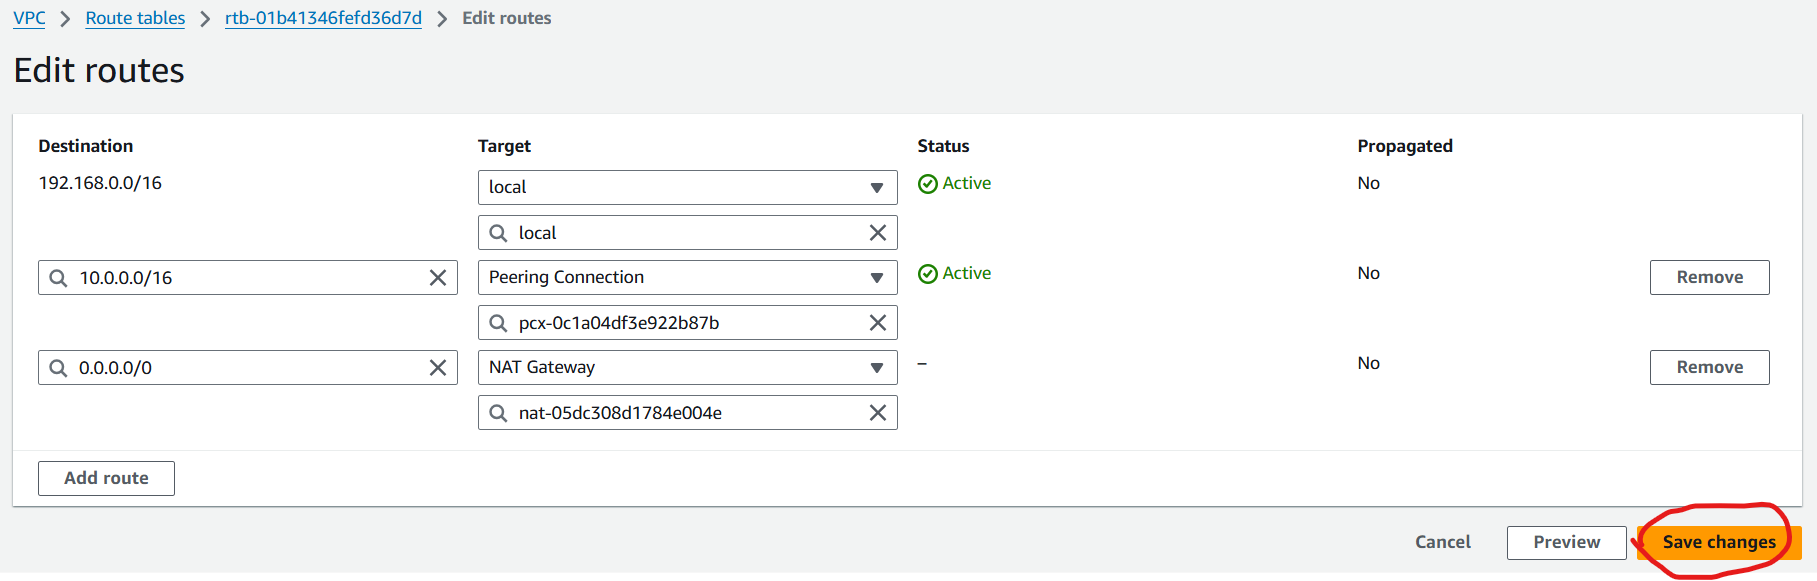 VPC > Route tables > rtb-01b41346fefd36d7d > Edit routes
Edit routes
Destination Target Status Propagated
192.168.0.0/16 local Active No
local
10.0.0.0/16 Peering Connection Active No Remove
pcx-0c1a04df3e922b87b
0.0.0.0/0 NAT Gateway – No Remove
nat-05dc308d1784e004e
Add route
Cancel Preview Save changes